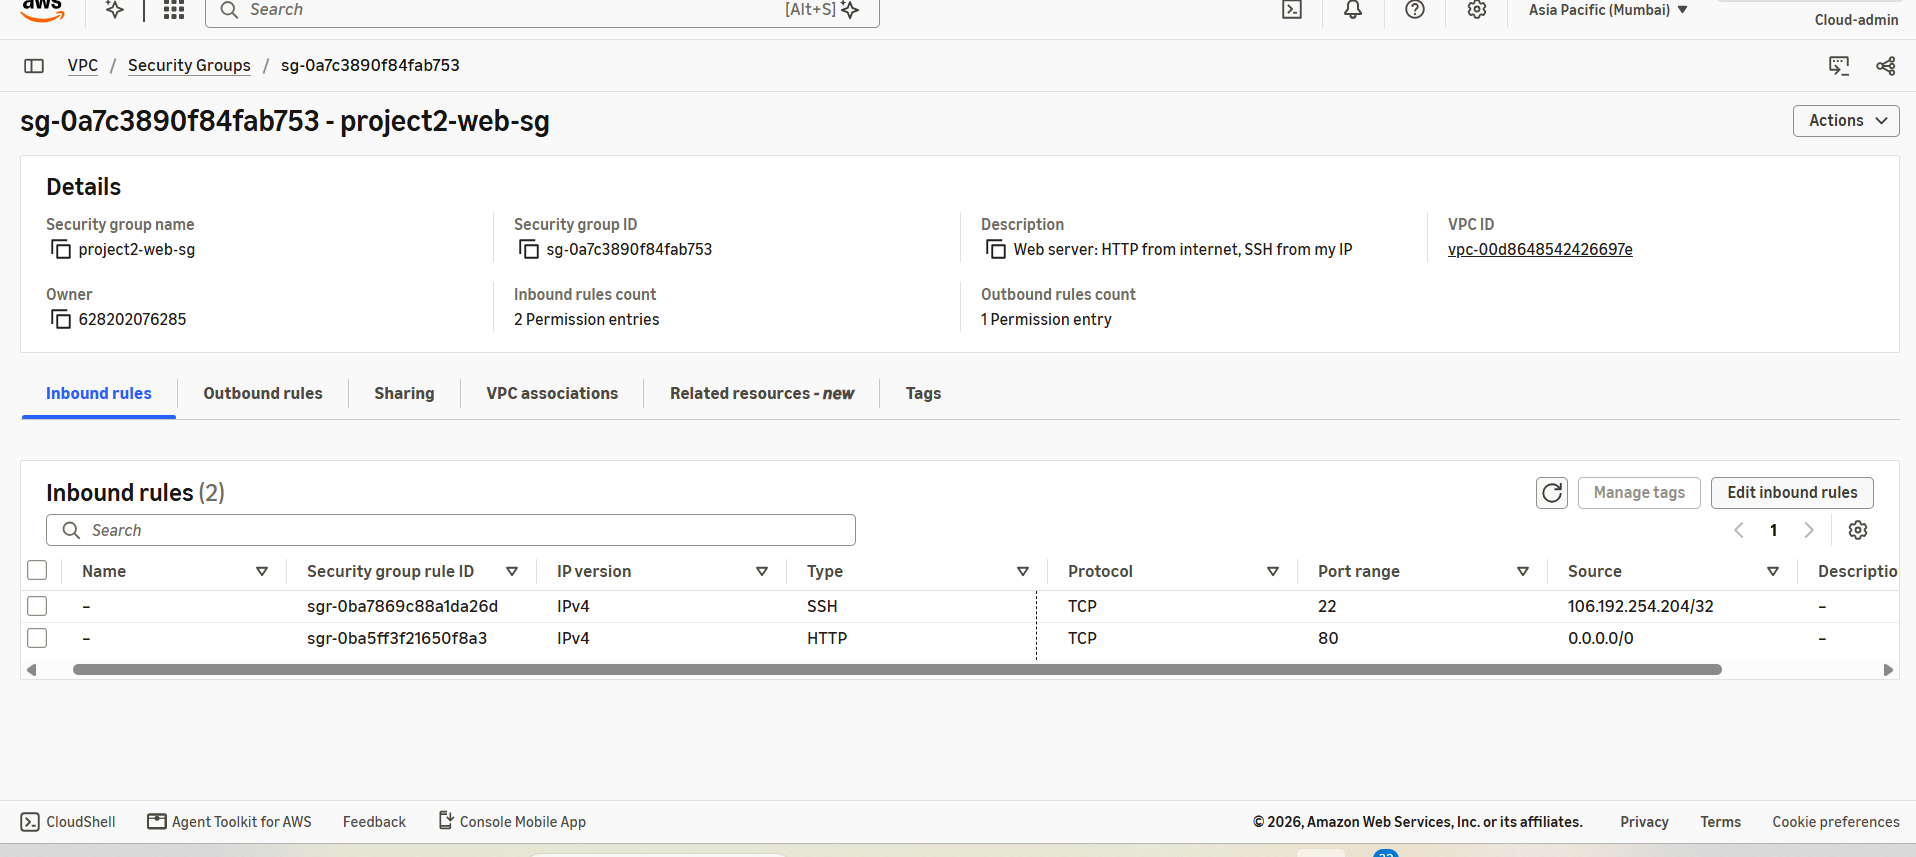 aws
Search [Alt+S]
Asia Pacific (Mumbai)
Cloud-admin
VPC / Security Groups / sg-0a7c3890f84fab753
sg-0a7c3890f84fab753 - project2-web-sg
Actions
Details
Security group name
project2-web-sg
Security group ID
sg-0a7c3890f84fab753
Description
Web server: HTTP from internet, SSH from my IP
VPC ID
vpc-00d8648542426697e
Owner
628202076285
Inbound rules count
2 Permission entries
Outbound rules count
1 Permission entry
Inbound rules
Outbound rules
Sharing
VPC associations
Related resources - new
Tags
Inbound rules (2)
Manage tags
Edit inbound rules
Search
1
Name Security group rule ID IP version Type Protocol Port range Source Descriptio
– sgr-0ba7869c88a1da26d IPv4 SSH TCP 22 106.192.254.204/32 –
– sgr-0ba5ff3f21650f8a3 IPv4 HTTP TCP 80 0.0.0.0/0 –
CloudShell Agent Toolkit for AWS Feedback Console Mobile App © 2026, Amazon Web Services, Inc. or its affiliates. Privacy Terms Cookie preferences